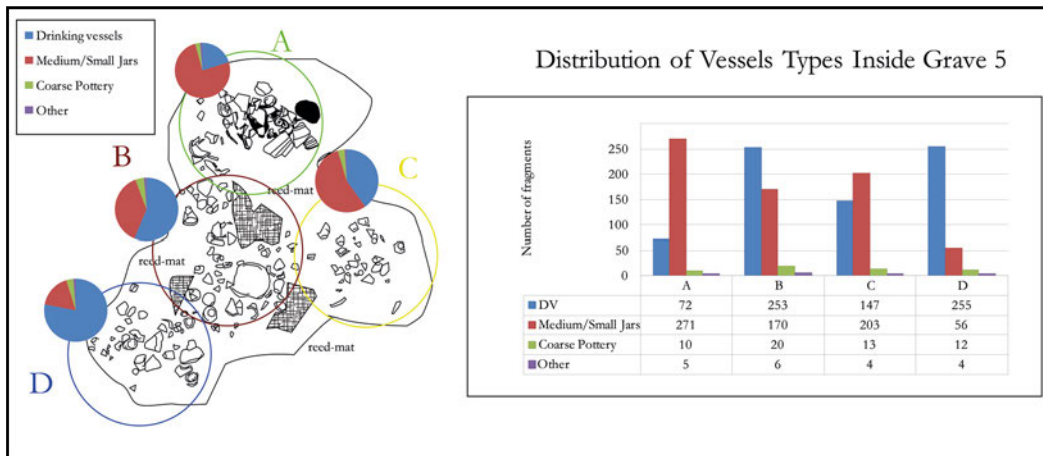 Drinking vessels
Medium/Small Jars
Coarse Pottery
Other
A
B
C
D
reed-mat
reed-mat
reed-mat
Distribution of Vessels Types Inside Grave 5
Number of fragments
250
200
150
100
50
0
A B C D
DV 72 253 147 255
Medium/Small Jars 271 170 203 56
Coarse Pottery 10 20 13 12
Other 5 6 4 4